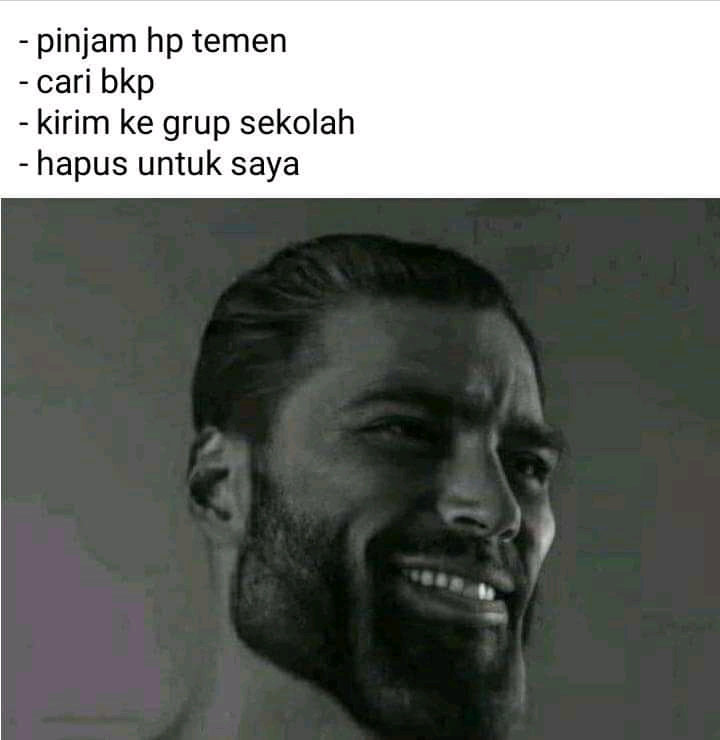 - pinjam hp temen
- cari bkp
- kirim ke grup sekolah
- hapus untuk saya